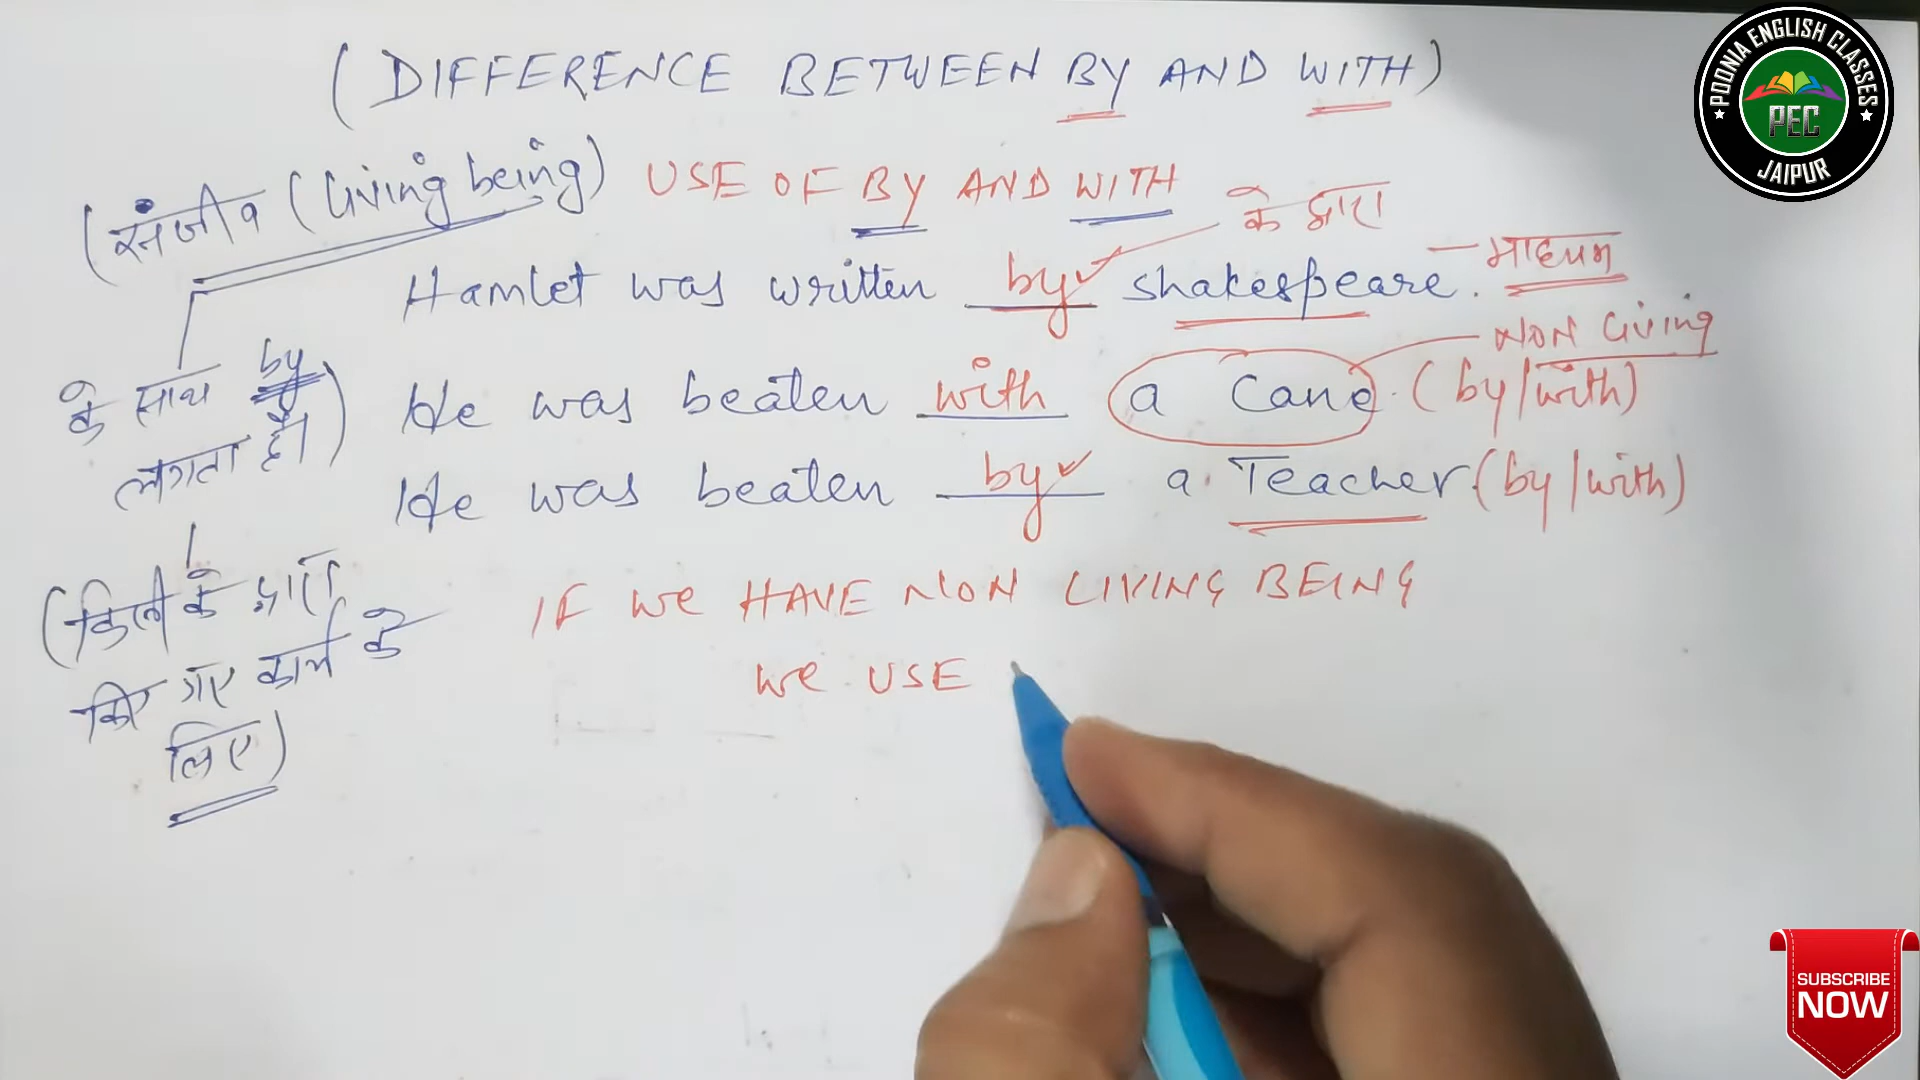 (DIFFERENCE BETWEEN BY AND WITH)
POONIA ENGLISH CLASSES
PEC
JAIPUR
(सजीव (Living being)
USE OF BY AND WITH
के द्वारा
Hamlet was written by✓ shakespeare.
माध्यम
NON Living
He was beaten with a Cane. (by/with)
He was beaten by✓ a Teacher. (by/with)
के साथ by
लगता है।)
(किसी के द्वारा
किए गए कार्य के
लिए)
IF We HAVE NON LIVING BEING
We USE
SUBSCRIBE
NOW